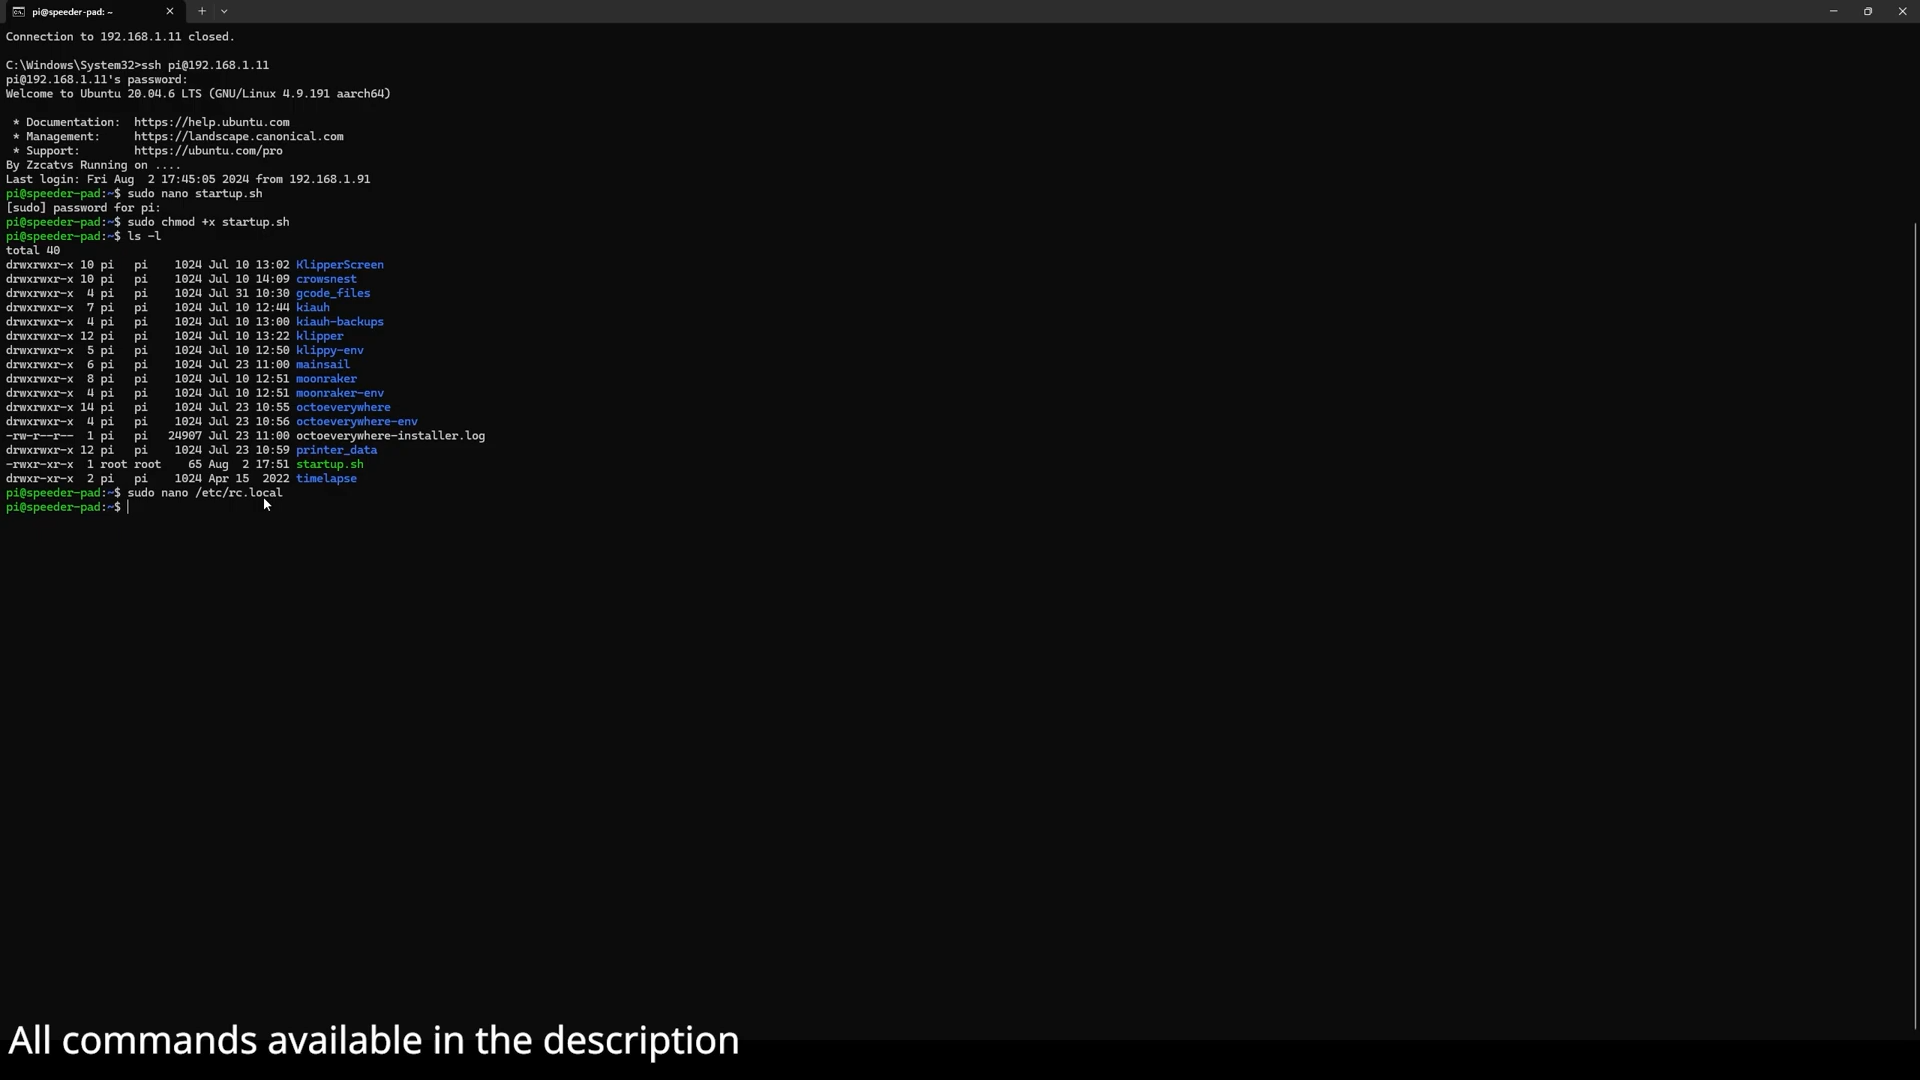 pi@speeder-pad: ~
Connection to 192.168.1.11 closed.
C:\Windows\System32>ssh pi@192.168.1.11
pi@192.168.1.11's password:
Welcome to Ubuntu 20.04.6 LTS (GNU/Linux 4.9.191 aarch64)
* Documentation:  https://help.ubuntu.com
* Management:     https://landscape.canonical.com
* Support:        https://ubuntu.com/pro
By Zzcatvs Running on ....
Last login: Fri Aug  2 17:45:05 2024 from 192.168.1.91
pi@speeder-pad:~$ sudo nano startup.sh
[sudo] password for pi:
pi@speeder-pad:~$ sudo chmod +x startup.sh
pi@speeder-pad:~$ ls -l
total 40
drwxrwxr-x 10 pi   pi    1024 Jul 10 13:02 KlipperScreen
drwxrwxr-x 10 pi   pi    1024 Jul 10 14:09 crowsnest
drwxrwxr-x  4 pi   pi    1024 Jul 31 10:30 gcode_files
drwxrwxr-x  7 pi   pi    1024 Jul 10 12:44 kiauh
drwxrwxr-x  4 pi   pi    1024 Jul 10 13:00 kiauh-backups
drwxrwxr-x 12 pi   pi    1024 Jul 10 13:22 klipper
drwxrwxr-x  5 pi   pi    1024 Jul 10 12:50 klippy-env
drwxrwxr-x  6 pi   pi    1024 Jul 23 11:00 mainsail
drwxrwxr-x  8 pi   pi    1024 Jul 10 12:51 moonraker
drwxrwxr-x  4 pi   pi    1024 Jul 10 12:51 moonraker-env
drwxrwxr-x 14 pi   pi    1024 Jul 23 10:55 octoeverywhere
drwxrwxr-x  4 pi   pi    1024 Jul 23 10:56 octoeverywhere-env
-rw-r--r--  1 pi   pi   24907 Jul 23 11:00 octoeverywhere-installer.log
drwxrwxr-x 12 pi   pi    1024 Jul 23 10:59 printer_data
-rwxr-xr-x  1 root root    65 Aug  2 17:51 startup.sh
drwxr-xr-x  2 pi   pi    1024 Apr 15  2022 timelapse
pi@speeder-pad:~$ sudo nano /etc/rc.local
pi@speeder-pad:~$
All commands available in the description